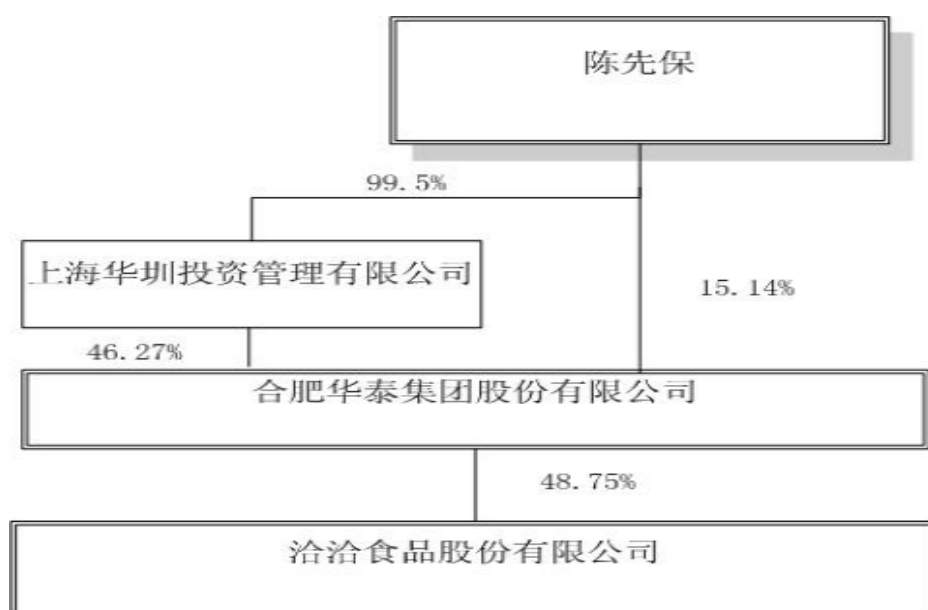 陈先保
99.5%
上海华圳投资管理有限公司
15.14%
46.27%
合肥华泰集团股份有限公司
48.75%
洽洽食品股份有限公司